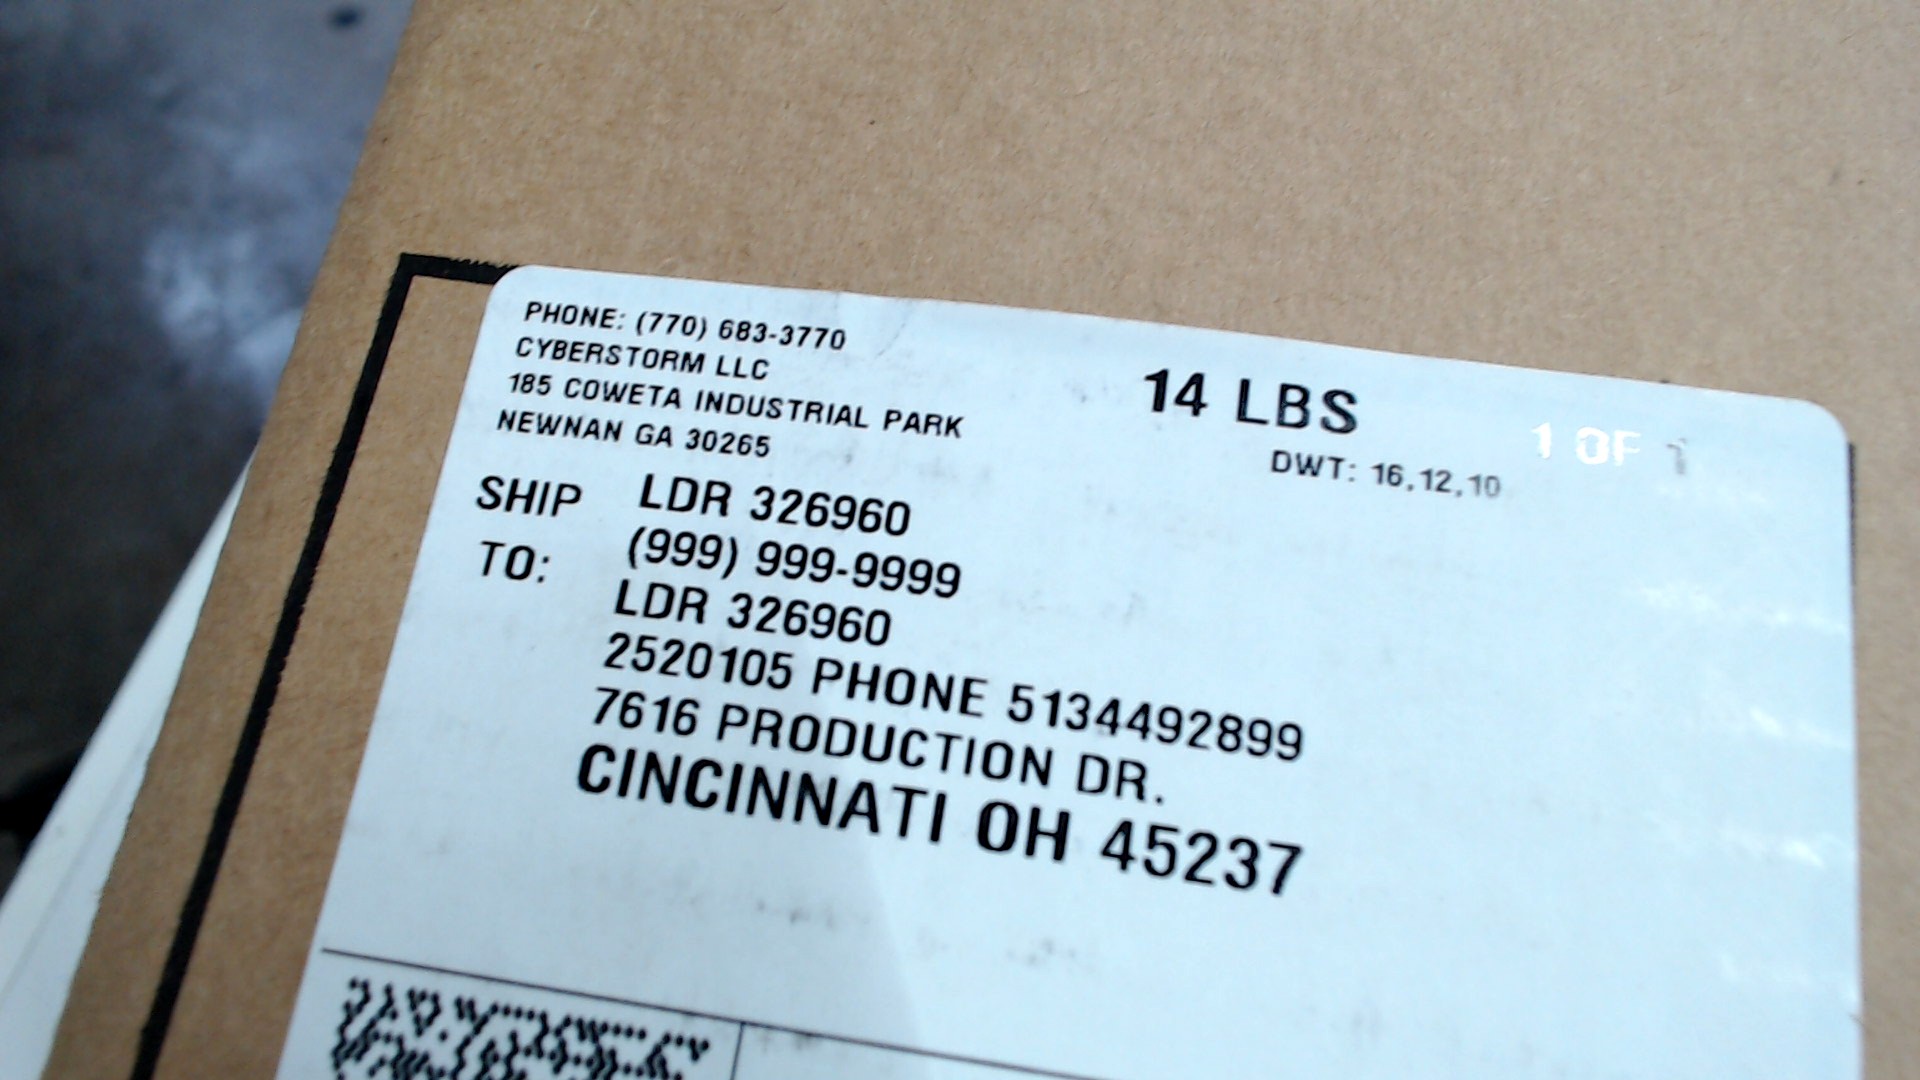 PHONE: (770) 683-3770
CYBERSTORM LLC
185 COWETA INDUSTRIAL PARK
NEWNAN GA 30265
14 LBS
1 OF 1
DWT: 16,12,10
SHIP TO:
LDR 326960
(999) 999-9999
LDR 326960
2520105 PHONE 5134492899
7616 PRODUCTION DR.
CINCINNATI OH 45237